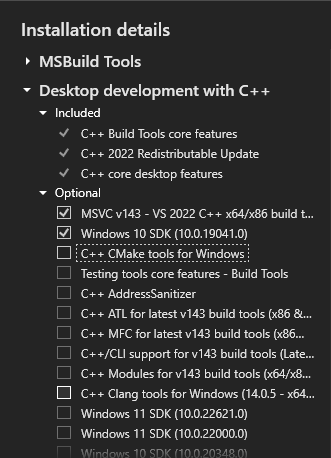 Installation details
MSBuild Tools
Desktop development with C++
Included
C++ Build Tools core features
C++ 2022 Redistributable Update
C++ core desktop features
Optional
MSVC v143 - VS 2022 C++ x64/x86 build t...
Windows 10 SDK (10.0.19041.0)
C++ CMake tools for Windows
Testing tools core features - Build Tools
C++ AddressSanitizer
C++ ATL for latest v143 build tools (x86 &...
C++ MFC for latest v143 build tools (x86...
C++/CLI support for v143 build tools (Late...
C++ Modules for v143 build tools (x64/x8...
C++ Clang tools for Windows (14.0.5 - x64...
Windows 11 SDK (10.0.22621.0)
Windows 11 SDK (10.0.22000.0)
Windows 10 SDK (10.0.20348.0)